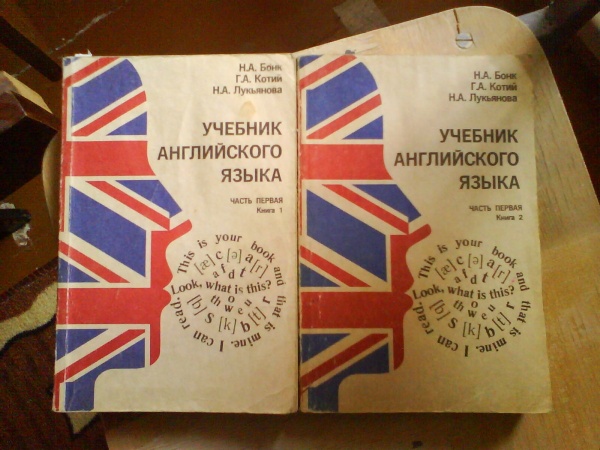 Н.А. Бонк
Г.А. Котий
Н.А. Лукьянова
УЧЕБНИК
АНГЛИЙСКОГО
ЯЗЫКА
ЧАСТЬ ПЕРВАЯ
Книга 1
This is your book and that is mine. I can read.
[æ] c [ə] a [r]
a f d t
Look, what is this?
o
th w e u
[b] s [k] b [t] r
Н.А. Бонк
Г.А. Котий
Н.А. Лукьянова
УЧЕБНИК
АНГЛИЙСКОГО
ЯЗЫКА
ЧАСТЬ ПЕРВАЯ
Книга 2
This is your book and that is mine. I can read.
[æ] c [ə] a [r]
a f d t
Look, what is this?
o
th w e u
[b] s [k] b [t] r